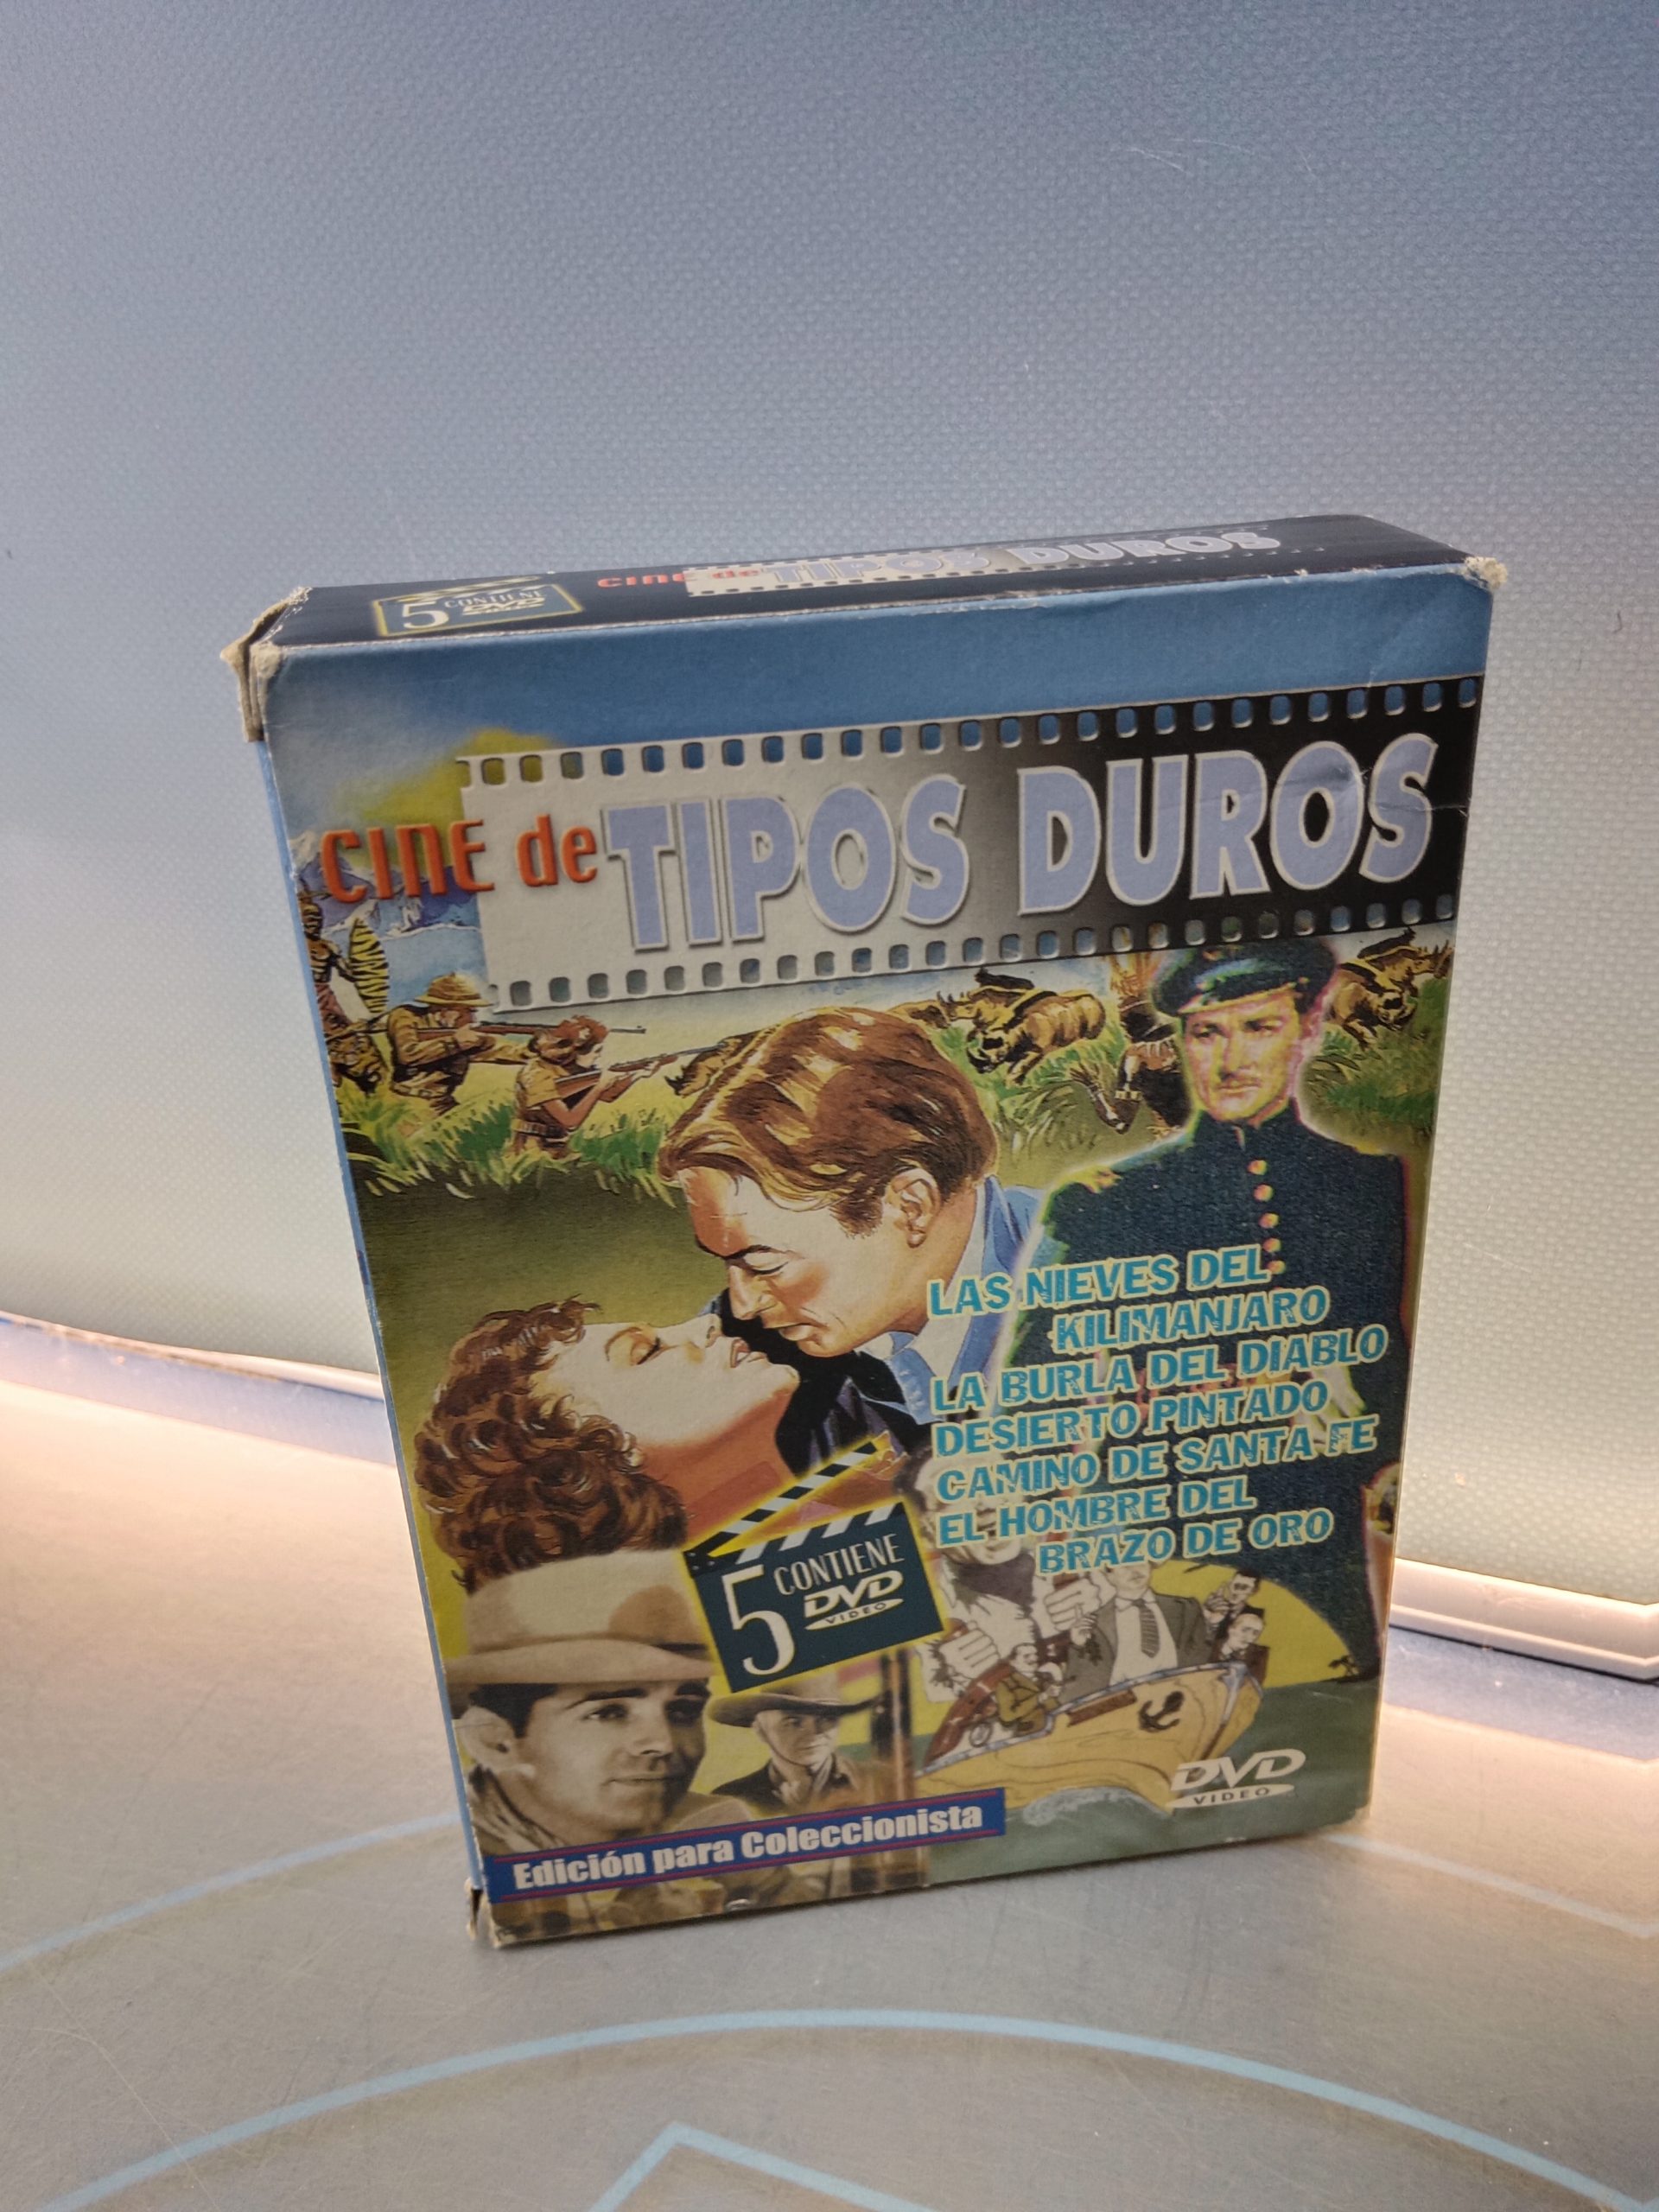 5 CONTIENE
DVD
CINE de TIPOS DUROS
CINE de TIPOS DUROS
LAS NIEVES DEL
KILIMANJARO
LA BURLA DEL DIABLO
DESIERTO PINTADO
CAMINO DE SANTA FE
EL HOMBRE DEL
BRAZO DE ORO
5 CONTIENE
DVD
VIDEO
DVD
VIDEO
Edición para Coleccionista